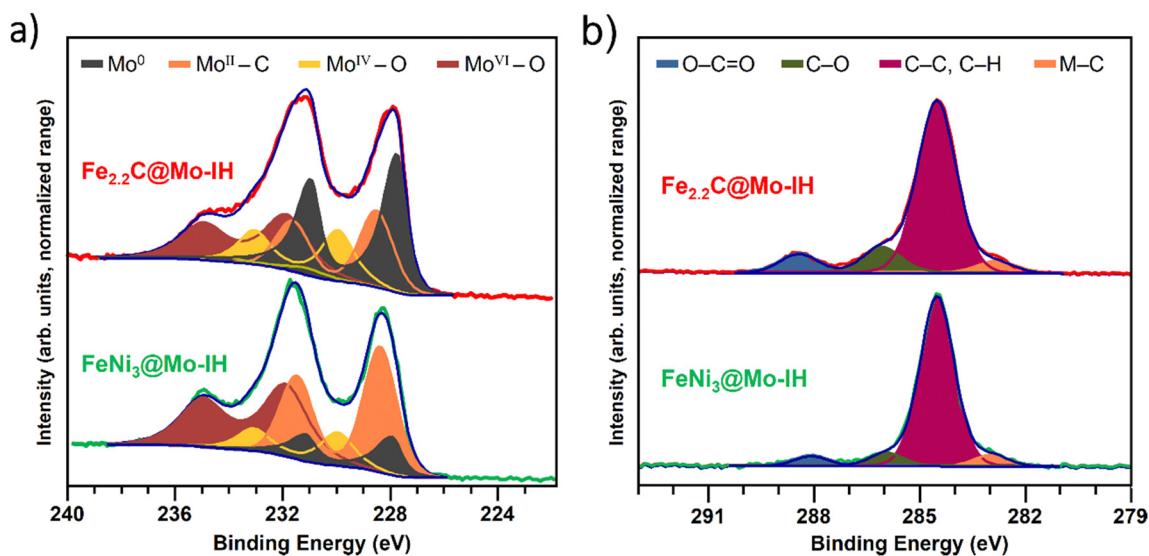 a)
Mo⁰ Moᴵᴵ – C Moᴵⱽ – O Moⱽᴵ – O
Fe₂.₂C@Mo-IH
FeNi₃@Mo-IH
Intensity (arb. units, normalized range)
240 236 232 228 224
Binding Energy (eV)
b)
O–C=O C–O C–C, C–H M–C
Fe₂.₂C@Mo-IH
FeNi₃@Mo-IH
Intensity (arb. units, normalized range)
291 288 285 282 279
Binding Energy (eV)